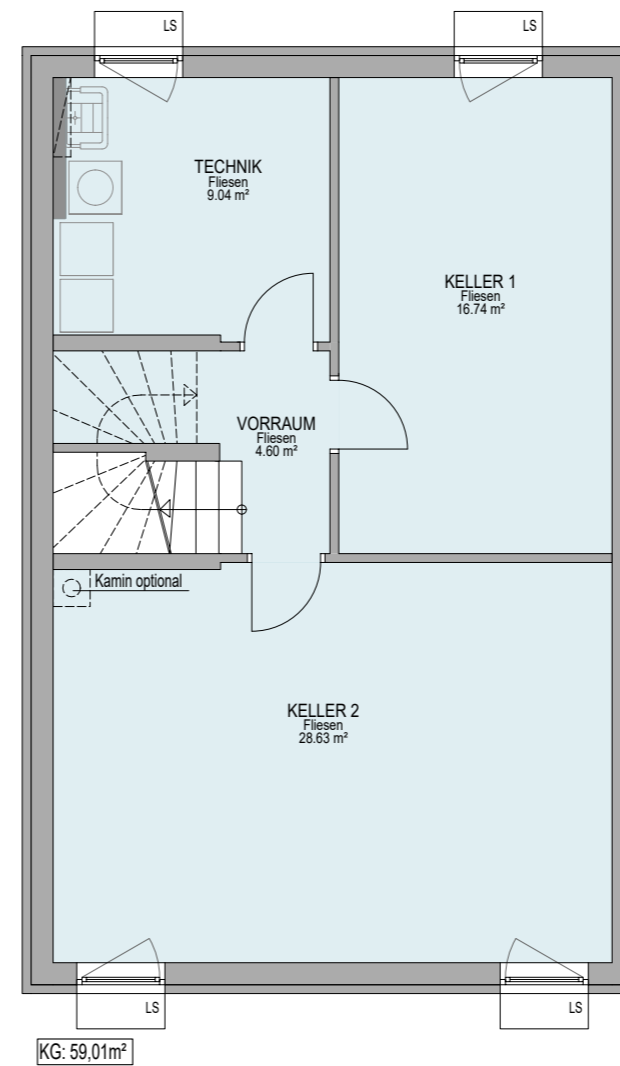 LS
LS
TECHNIK
Fliesen
9.04 m²
KELLER 1
Fliesen
16.74 m²
VORRAUM
Fliesen
4.60 m²
Kamin optional
KELLER 2
Fliesen
28.63 m²
LS
LS
KG: 59,01m²